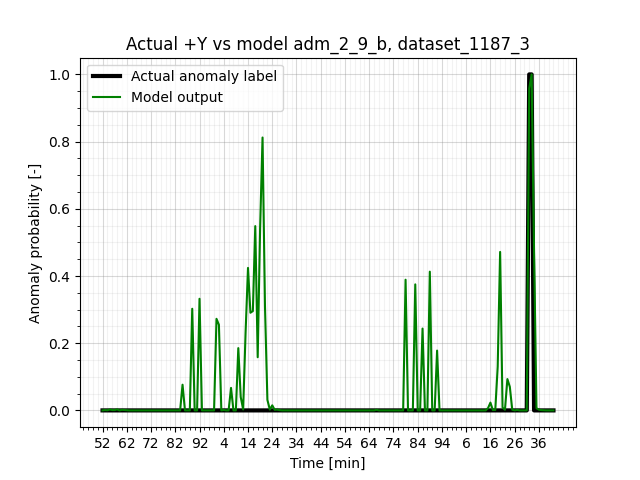 Actual +Y vs model adm_2_9_b, dataset_1187_3
Actual anomaly label
Model output
Anomaly probability [-]
1.0
0.8
0.6
0.4
0.2
0.0
52 62 72 82 92 4 14 24 34 44 54 64 74 84 94 6 16 26 36
Time [min]